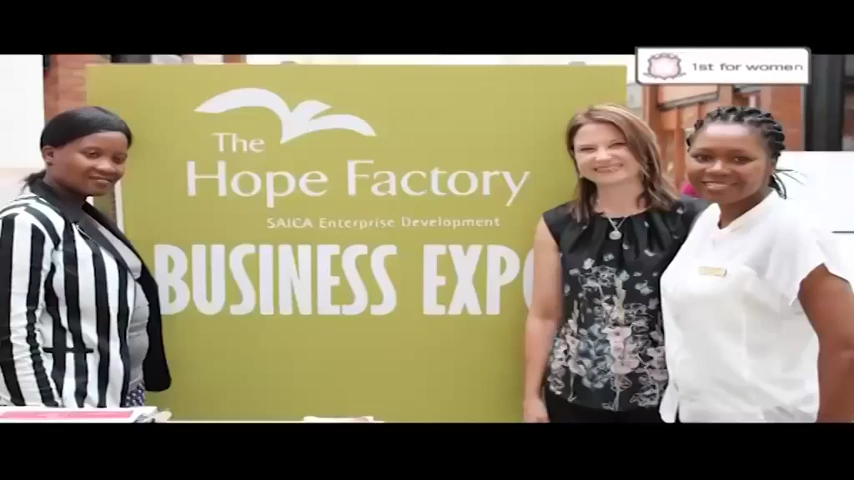 1st for women
The
Hope Factory
SAICA Enterprise Development
BUSINESS EXPO